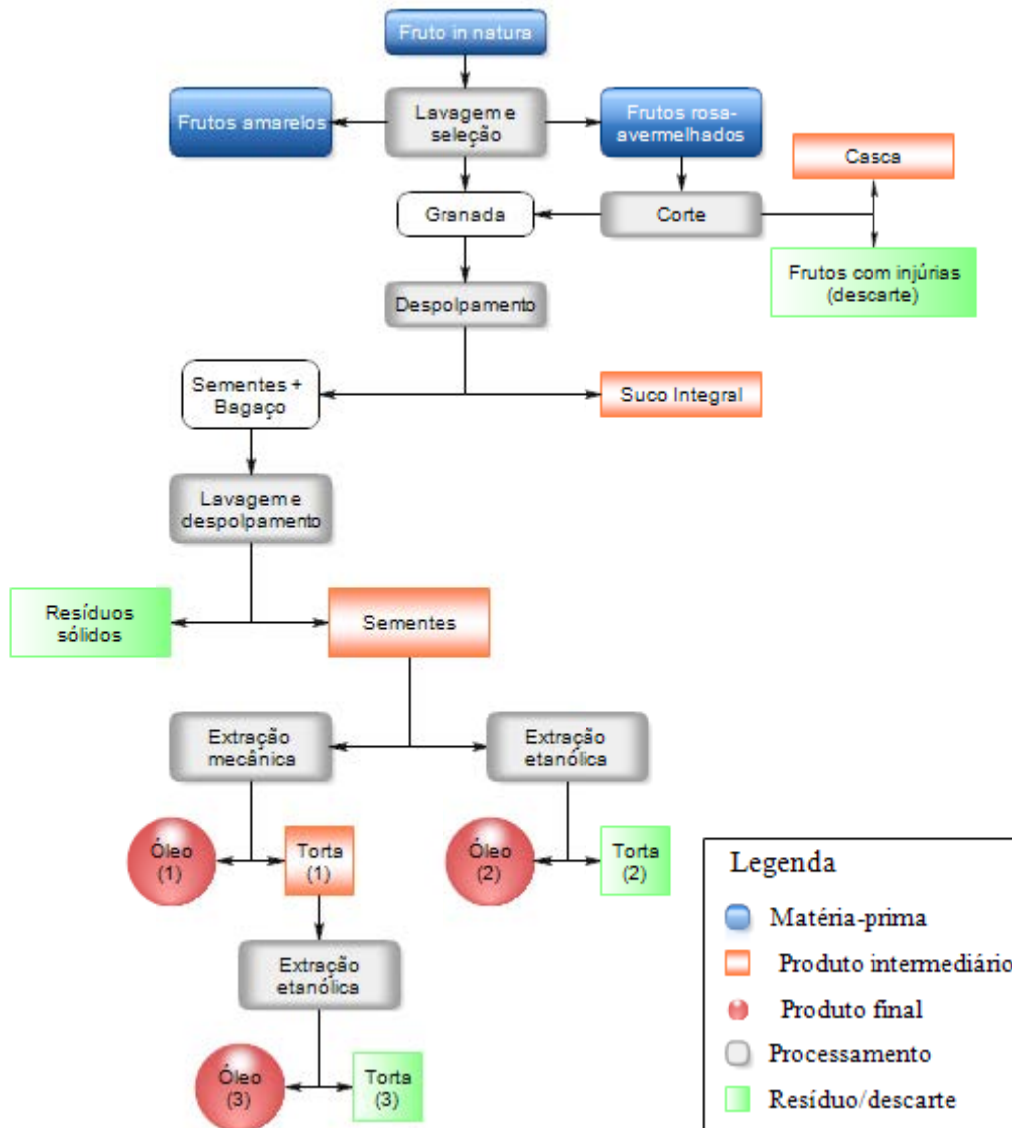 Fruto in natura
Frutos amarelos
Lavagem e
seleção
Frutos rosa-
avermelhados
Casca
Granada
Corte
Frutos com injúrias
(descarte)
Despolpamento
Sementes +
Bagaço
Suco Integral
Lavagem e
despolpamento
Resíduos
sólidos
Sementes
Extração
mecânica
Extração
etanólica
Óleo
(1)
Torta
(1)
Óleo
(2)
Torta
(2)
Extração
etanólica
Óleo
(3)
Torta
(3)
Legenda
Matéria-prima
Produto intermediário
Produto final
Processamento
Resíduo/descarte